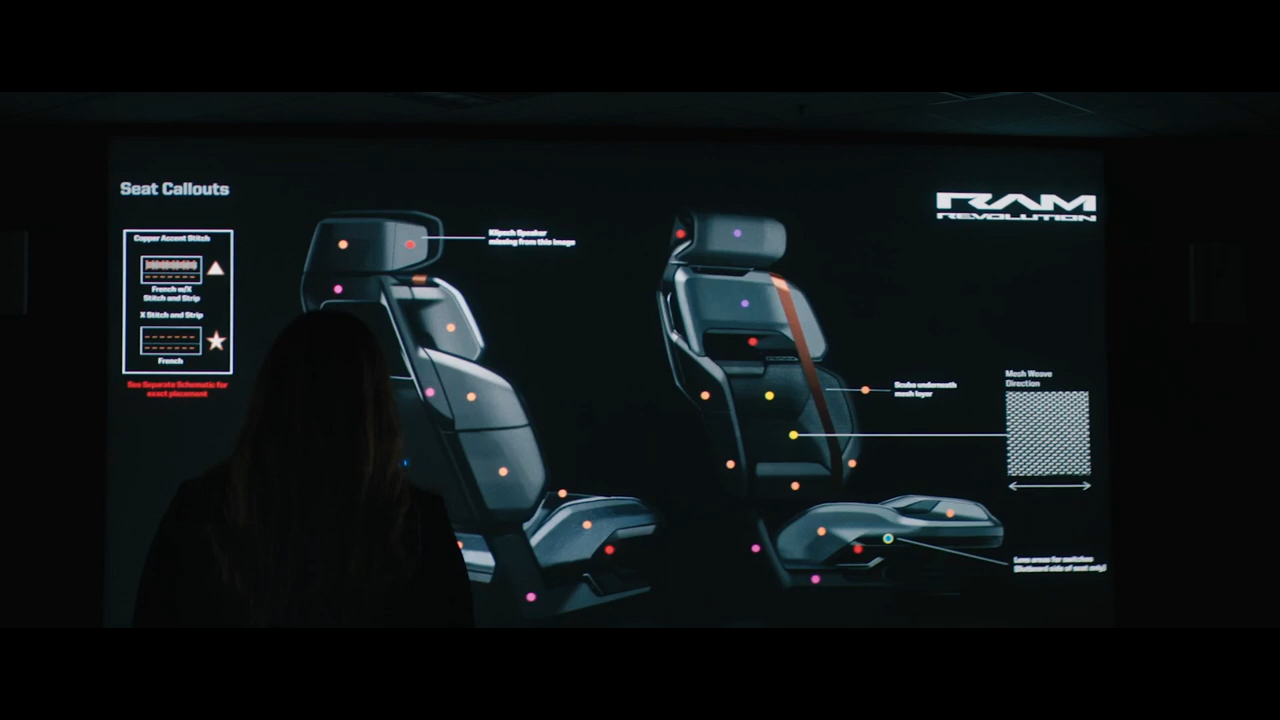 Seat Callouts
RAM
REVOLUTION
Copper Accent Stitch
French w/X
Stitch and Strip
X Stitch and Strip
French
See Separate Schematic for
exact placement
Klipsch Speaker
missing from this image
Scuba underneath
mesh layer
Mesh Weave
Direction
Lens areas for switches
(Outboard side of seat only)